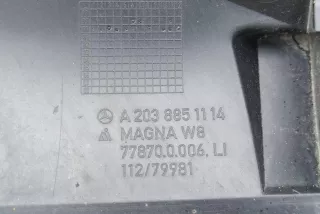 A 203 885 11 14
MAGNA W8
77870.0.006. LI
112/79981